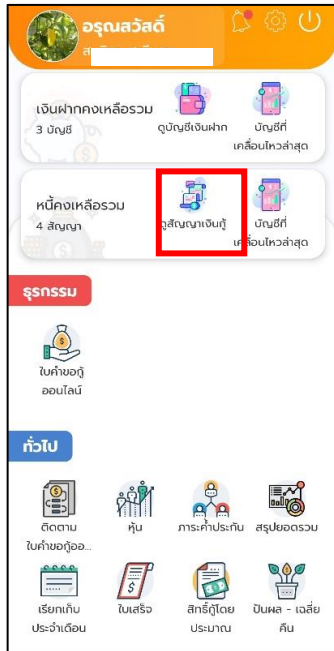 อรุณสวัสดิ์
เงินฝากคงเหลือรวม
3 บัญชี
ดูบัญชีเงินฝาก
บัญชีที่
เคลื่อนไหวล่าสุด
หนี้คงเหลือรวม
4 สัญญา
ดูสัญญาเงินกู้
บัญชีที่
เคลื่อนไหวล่าสุด
ธุรกรรม
ใบคำขอกู้
ออนไลน์
ทั่วไป
ติดตาม
ใบคำขอกู้ออ...
หุ้น
ภาระค้ำประกัน
สรุปยอดรวม
เรียกเก็บ
ประจำเดือน
ใบเสร็จ
สิทธิ์กู้โดย
ประมาณ
ปันผล - เฉลี่ย
คืน